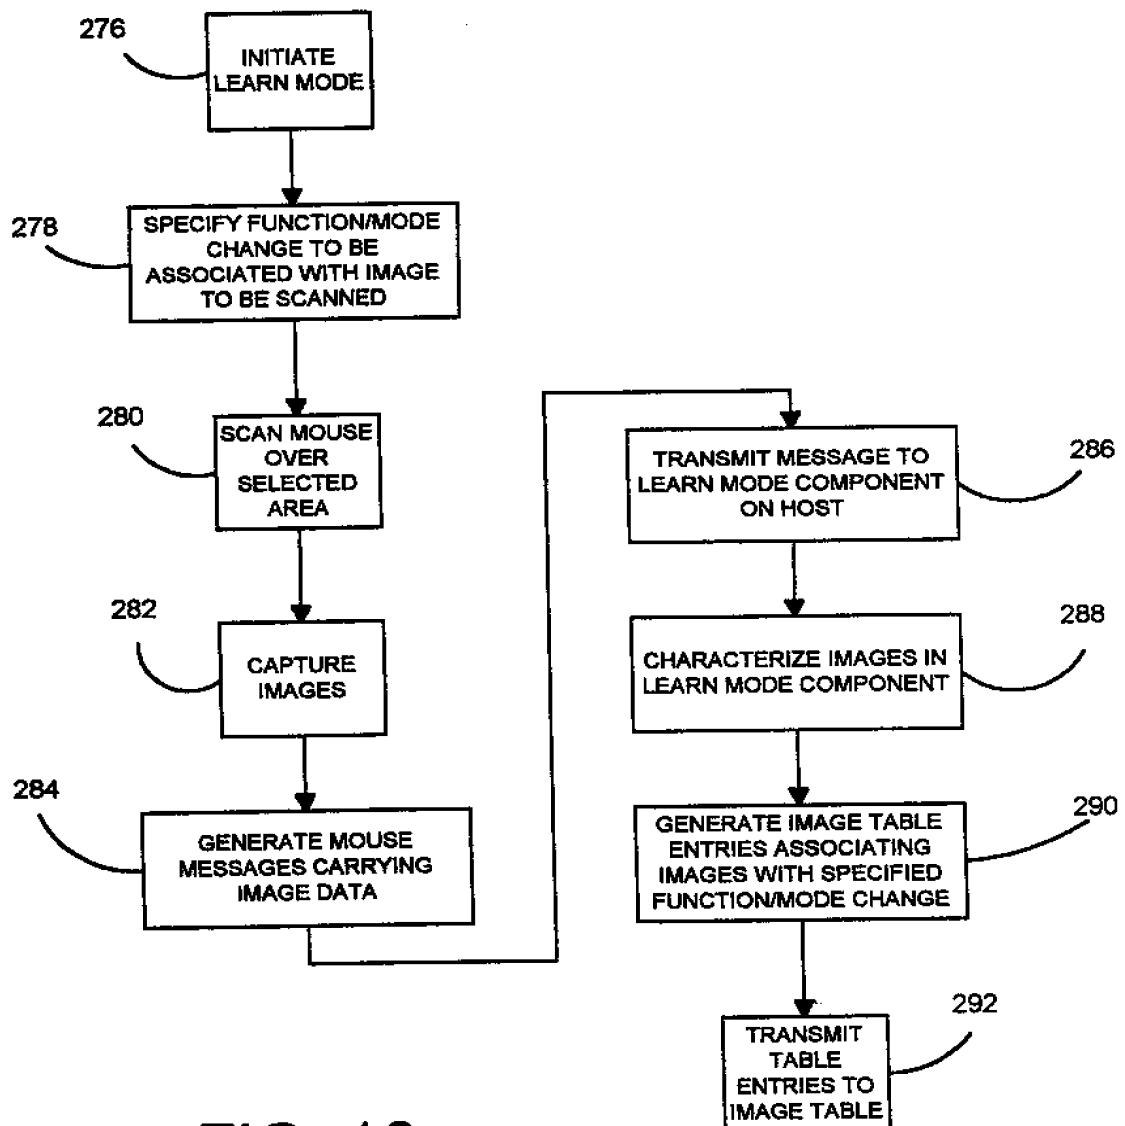 276
INITIATE
LEARN MODE
278
SPECIFY FUNCTION/MODE
CHANGE TO BE
ASSOCIATED WITH IMAGE
TO BE SCANNED
280
SCAN MOUSE
OVER
SELECTED
AREA
282
CAPTURE
IMAGES
284
GENERATE MOUSE
MESSAGES CARRYING
IMAGE DATA
286
TRANSMIT MESSAGE TO
LEARN MODE COMPONENT
ON HOST
288
CHARACTERIZE IMAGES IN
LEARN MODE COMPONENT
290
GENERATE IMAGE TABLE
ENTRIES ASSOCIATING
IMAGES WITH SPECIFIED
FUNCTION/MODE CHANGE
292
TRANSMIT
TABLE
ENTRIES TO
IMAGE TABLE